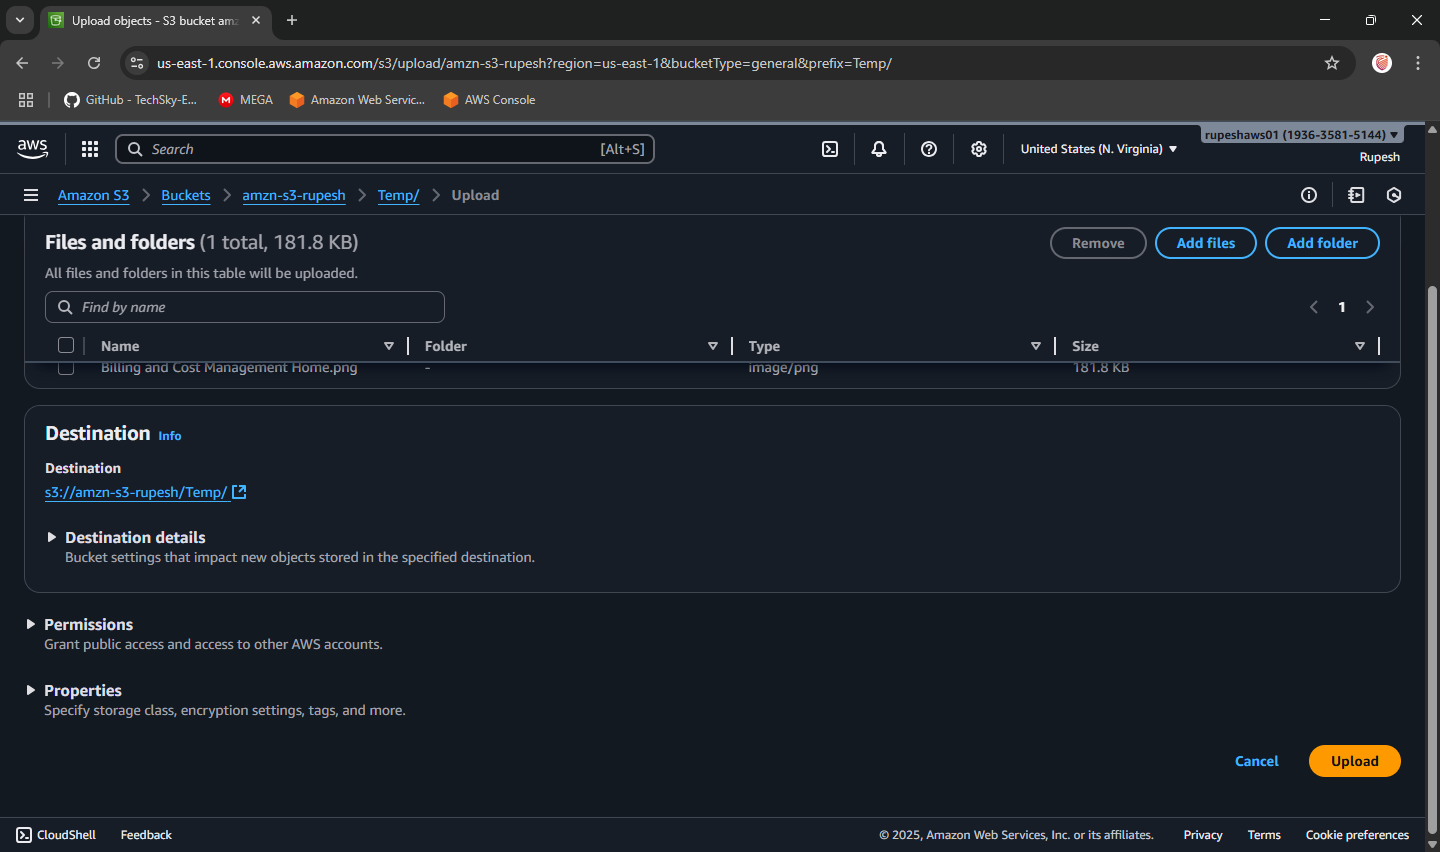 Upload objects - S3 bucket amz
us-east-1.console.aws.amazon.com/s3/upload/amzn-s3-rupesh?region=us-east-1&bucketType=general&prefix=Temp/
GitHub - TechSky-E...
MEGA
Amazon Web Servic...
AWS Console
aws
Search
[Alt+S]
United States (N. Virginia)
rupeshaws01 (1936-3581-5144)
Rupesh
Amazon S3
Buckets
amzn-s3-rupesh
Temp/
Upload
Files and folders (1 total, 181.8 KB)
Remove
Add files
Add folder
All files and folders in this table will be uploaded.
Find by name
1
Name
Folder
Type
Size
Billing and Cost Management Home.png
-
image/png
181.8 KB
Destination Info
Destination
s3://amzn-s3-rupesh/Temp/
Destination details
Bucket settings that impact new objects stored in the specified destination.
Permissions
Grant public access and access to other AWS accounts.
Properties
Specify storage class, encryption settings, tags, and more.
Cancel
Upload
CloudShell
Feedback
© 2025, Amazon Web Services, Inc. or its affiliates.
Privacy
Terms
Cookie preferences